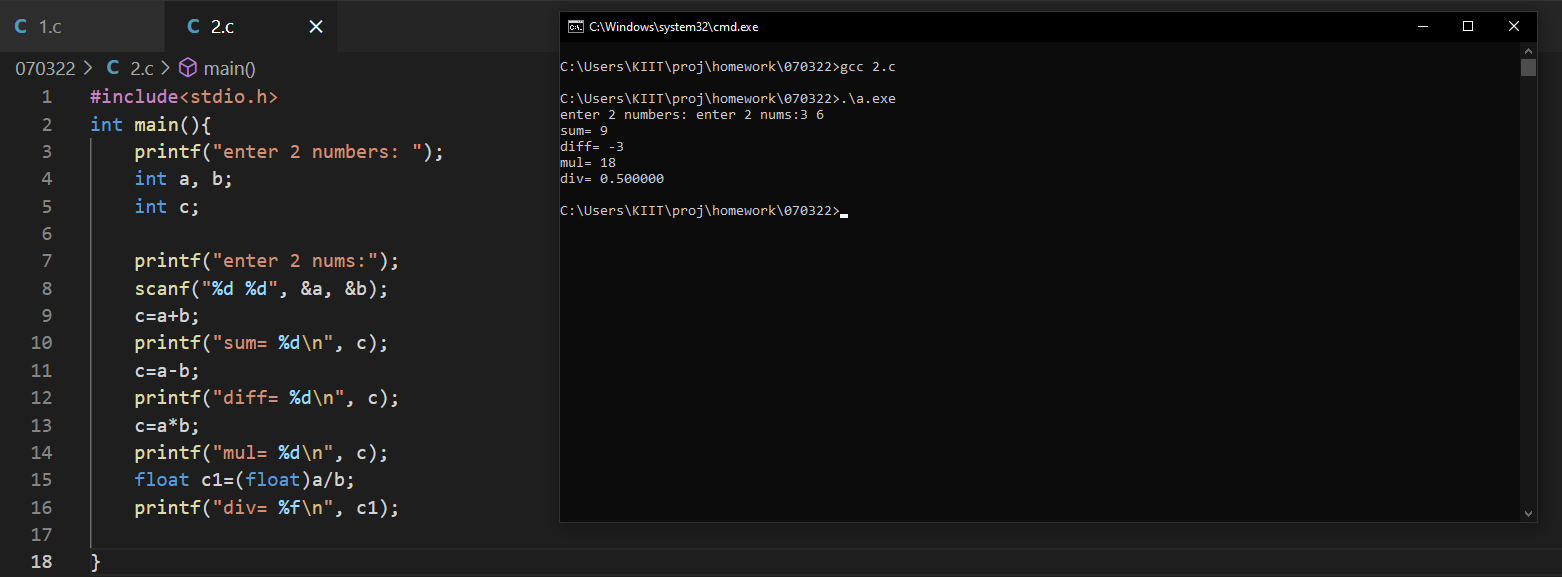 C 1.c
C 2.c ×
070322 > C 2.c > main()
1 #include<stdio.h>
2 int main(){
3     printf("enter 2 numbers: ");
4     int a, b;
5     int c;
6
7     printf("enter 2 nums:");
8     scanf("%d %d", &a, &b);
9     c=a+b;
10     printf("sum= %d\n", c);
11     c=a-b;
12     printf("diff= %d\n", c);
13     c=a*b;
14     printf("mul= %d\n", c);
15     float c1=(float)a/b;
16     printf("div= %f\n", c1);
17
18 }
C:\Windows\system32\cmd.exe
C:\Users\KIIT\proj\homework\070322>gcc 2.c
C:\Users\KIIT\proj\homework\070322>.\a.exe
enter 2 numbers: enter 2 nums:3 6
sum= 9
diff= -3
mul= 18
div= 0.500000
C:\Users\KIIT\proj\homework\070322>